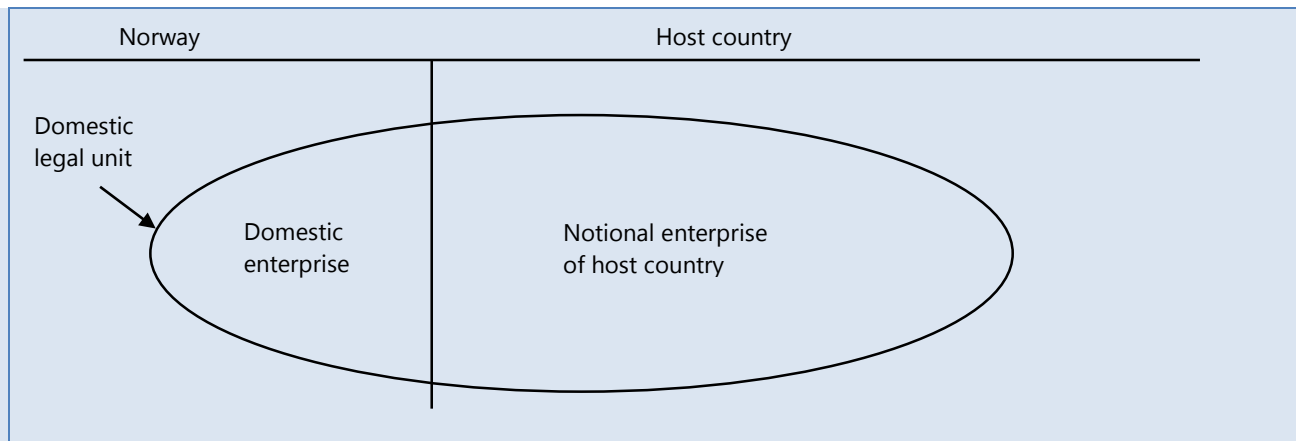 Norway
Host country
Domestic
legal unit
Domestic
enterprise
Notional enterprise
of host country